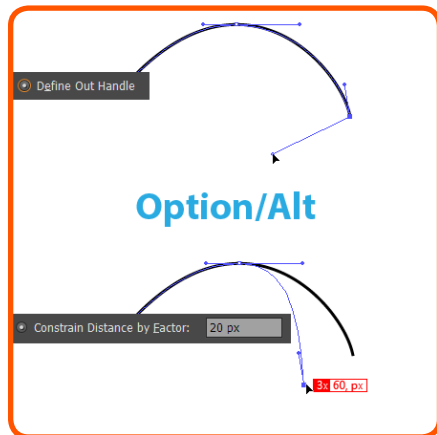 Define Out Handle
Option/Alt
Constrain Distance by Factor: 20 px
3x 60, px